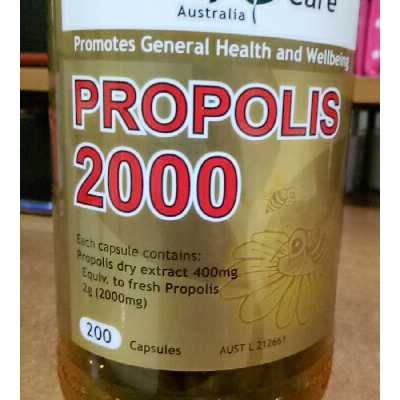 Care
Australia
Promotes General Health and Wellbeing
PROPOLIS
2000
Each capsule contains:
Propolis dry extract 400mg
Equiv. to fresh Propolis
2g (2000mg)
200 Capsules
AUST L 212661